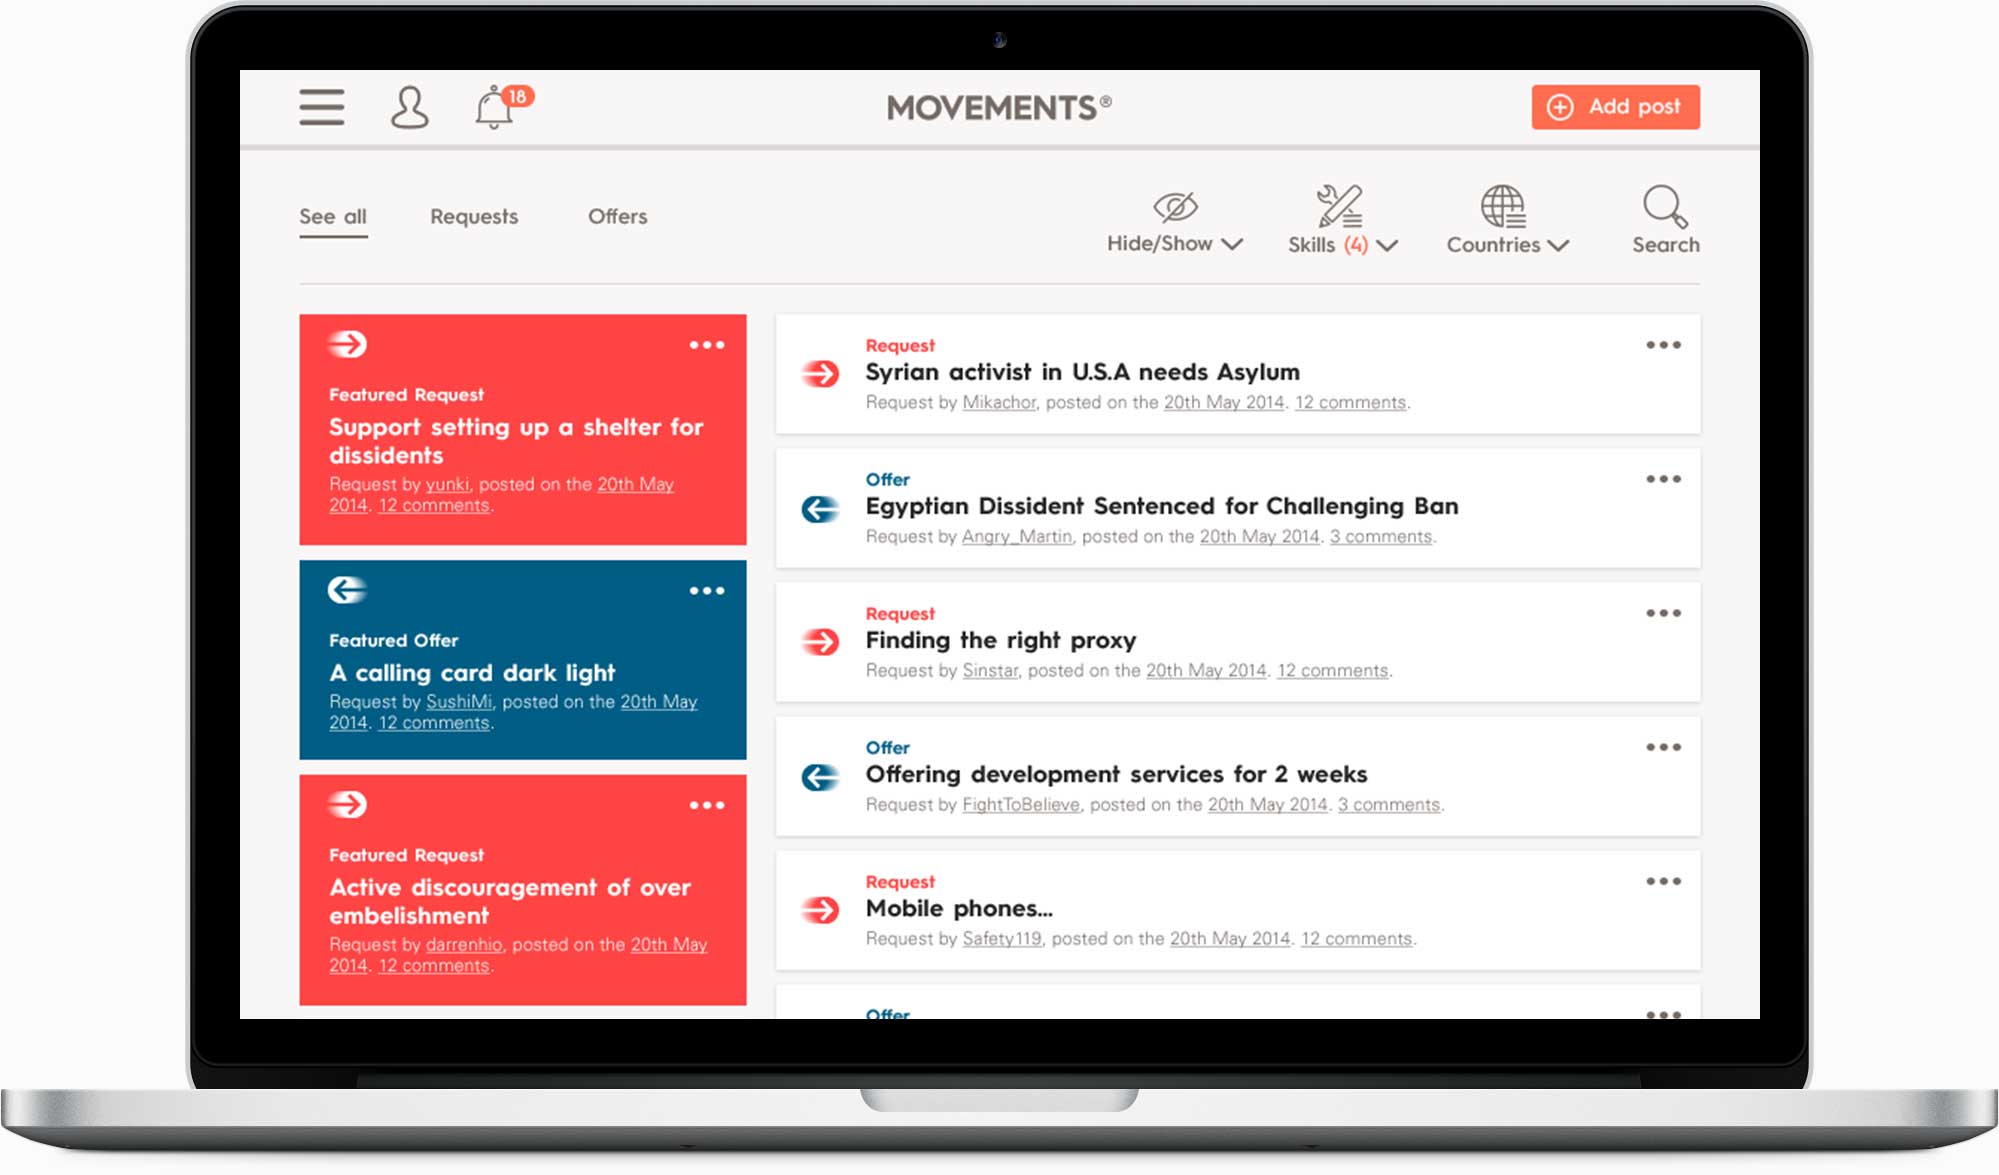 18
MOVEMENTS®
Add post
See all
Requests
Offers
Hide/Show
Skills (4)
Countries
Search
Featured Request
Support setting up a shelter for
dissidents
Request by yunki, posted on the 20th May
2014. 12 comments.
Featured Offer
A calling card dark light
Request by SushiMi, posted on the 20th May
2014. 12 comments.
Featured Request
Active discouragement of over
embelishment
Request by darrenhio, posted on the 20th May
2014. 12 comments.
Request
Syrian activist in U.S.A needs Asylum
Request by Mikachor, posted on the 20th May 2014. 12 comments.
Offer
Egyptian Dissident Sentenced for Challenging Ban
Request by Angry_Martin, posted on the 20th May 2014. 3 comments.
Request
Finding the right proxy
Request by Sinstar, posted on the 20th May 2014. 12 comments.
Offer
Offering development services for 2 weeks
Request by FightToBelieve, posted on the 20th May 2014. 3 comments.
Request
Mobile phones...
Request by Safety119, posted on the 20th May 2014. 12 comments.
Offer